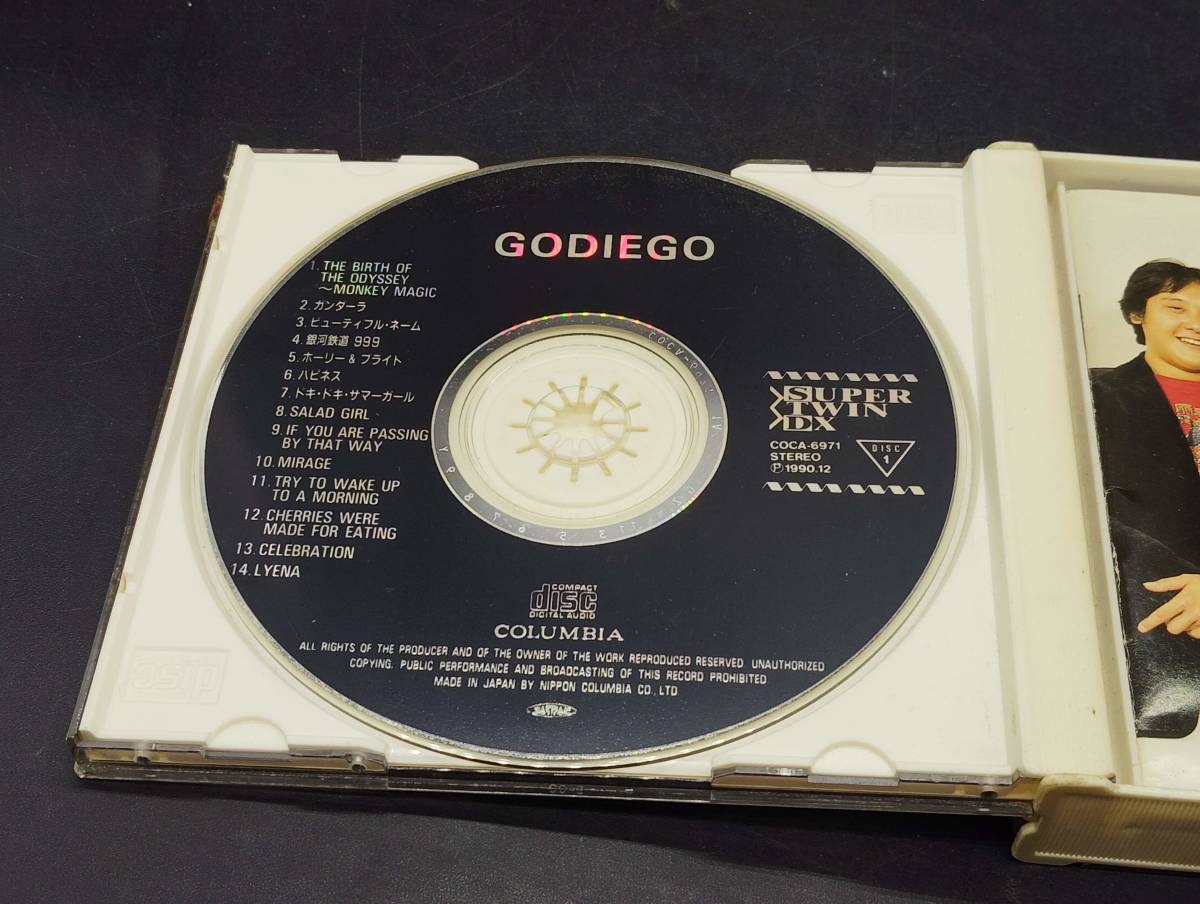 GODIEGO
1. THE BIRTH OF
THE ODYSSEY
～MONKEY MAGIC
2. ガンダーラ
3. ビューティフル・ネーム
4. 銀河鉄道 999
5. ホーリー & ブライト
6. ハピネス
7. ドキ・ドキ・サマーガール
8. SALAD GIRL
9. IF YOU ARE PASSING
BY THAT WAY
10. MIRAGE
11. TRY TO WAKE UP
TO A MORNING
12. CHERRIES WERE
MADE FOR EATING
13. CELEBRATION
14. LYENA
SUPER
TWIN
DX
COCA-6971
STEREO
Ⓟ1990.12
DISC
1
COMPACT
disc
DIGITAL AUDIO
COLUMBIA
ALL RIGHTS OF THE PRODUCER AND OF THE OWNER OF THE WORK REPRODUCED RESERVED UNAUTHORIZED
COPYING. PUBLIC PERFORMANCE AND BROADCASTING OF THIS RECORD PROHIBITED
MADE IN JAPAN BY NIPPON COLUMBIA CO., LTD.